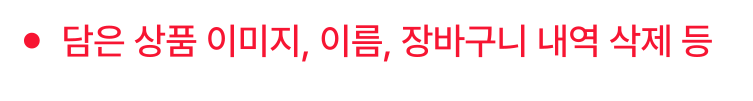 • 담은 상품 이미지, 이름, 장바구니 내역 삭제 등